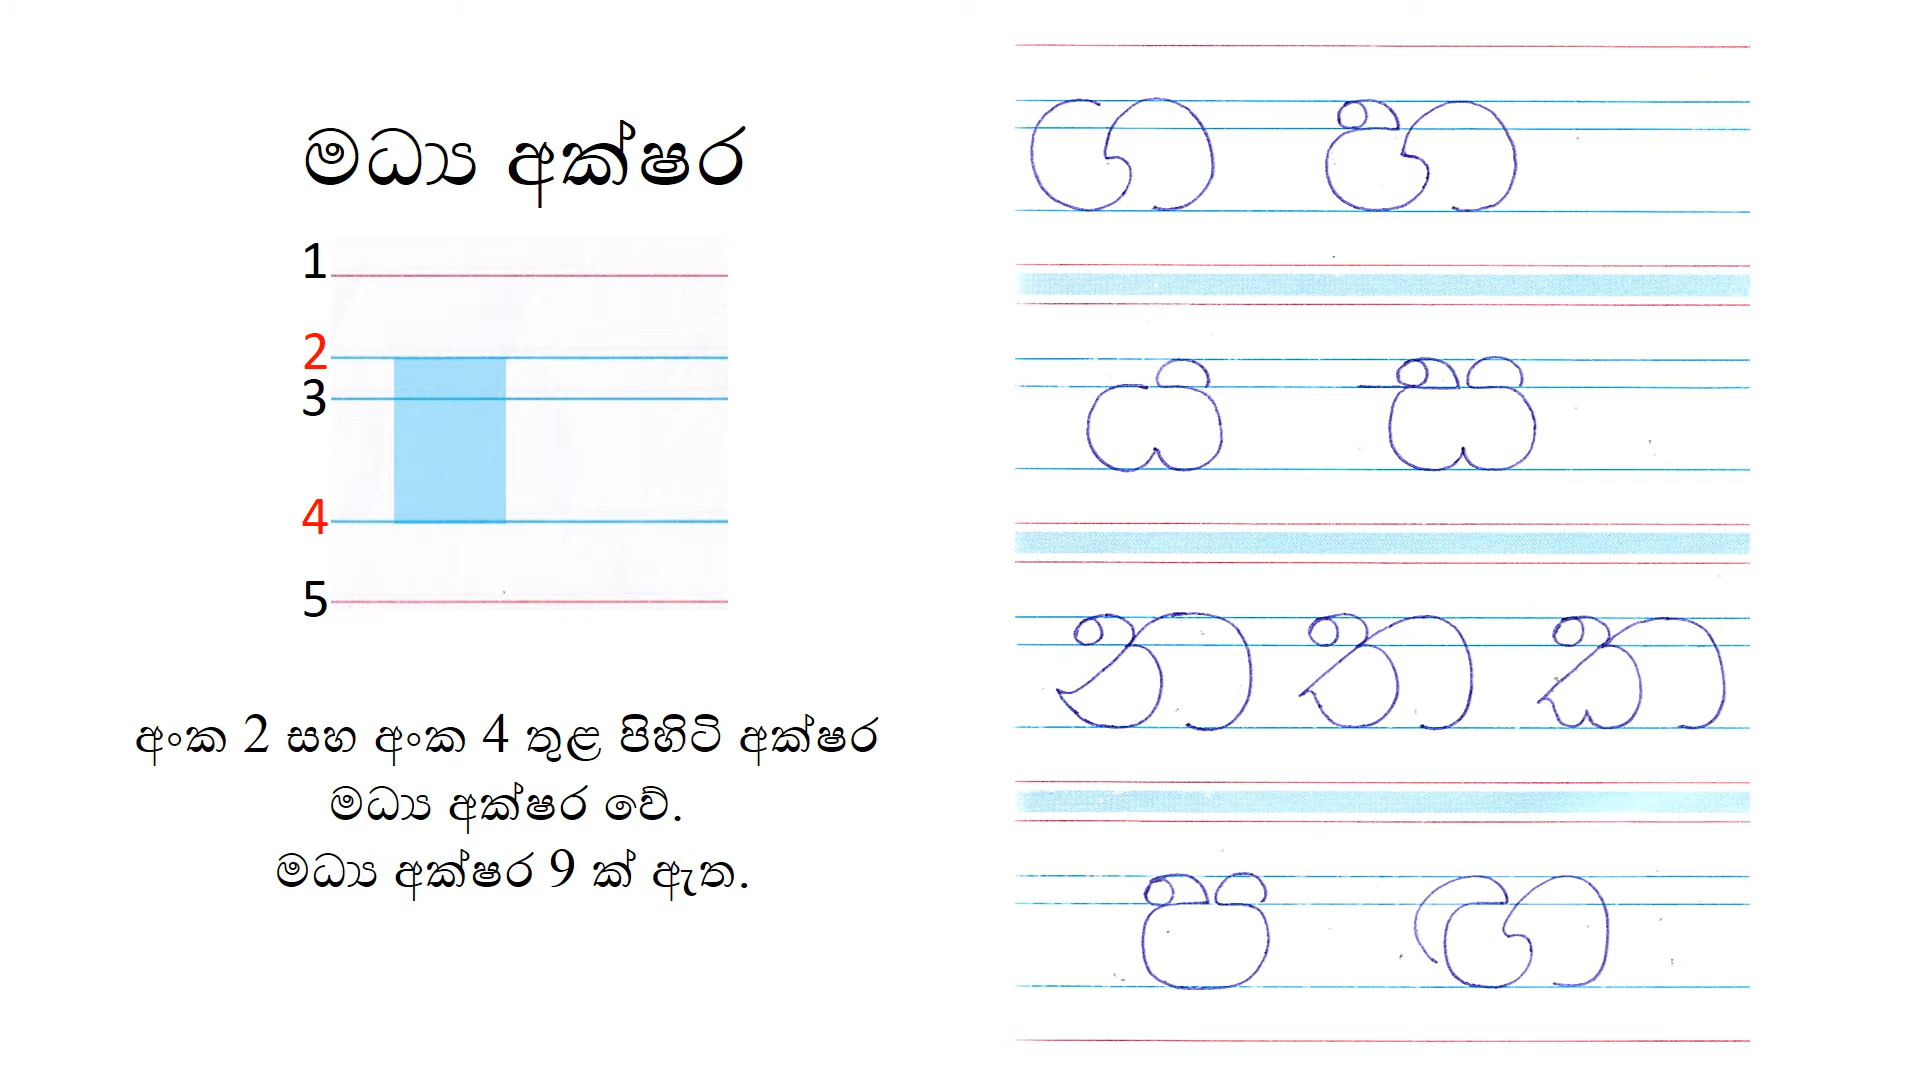 මධ්‍ය අක්ෂර
1
2
3
4
5
අංක 2 සහ අංක 4 තුළ පිහිටි අක්ෂර
මධ්‍ය අක්ෂර වේ.
මධ්‍ය අක්ෂර 9 ක් ඇත.
ග හ
ය
ඟ